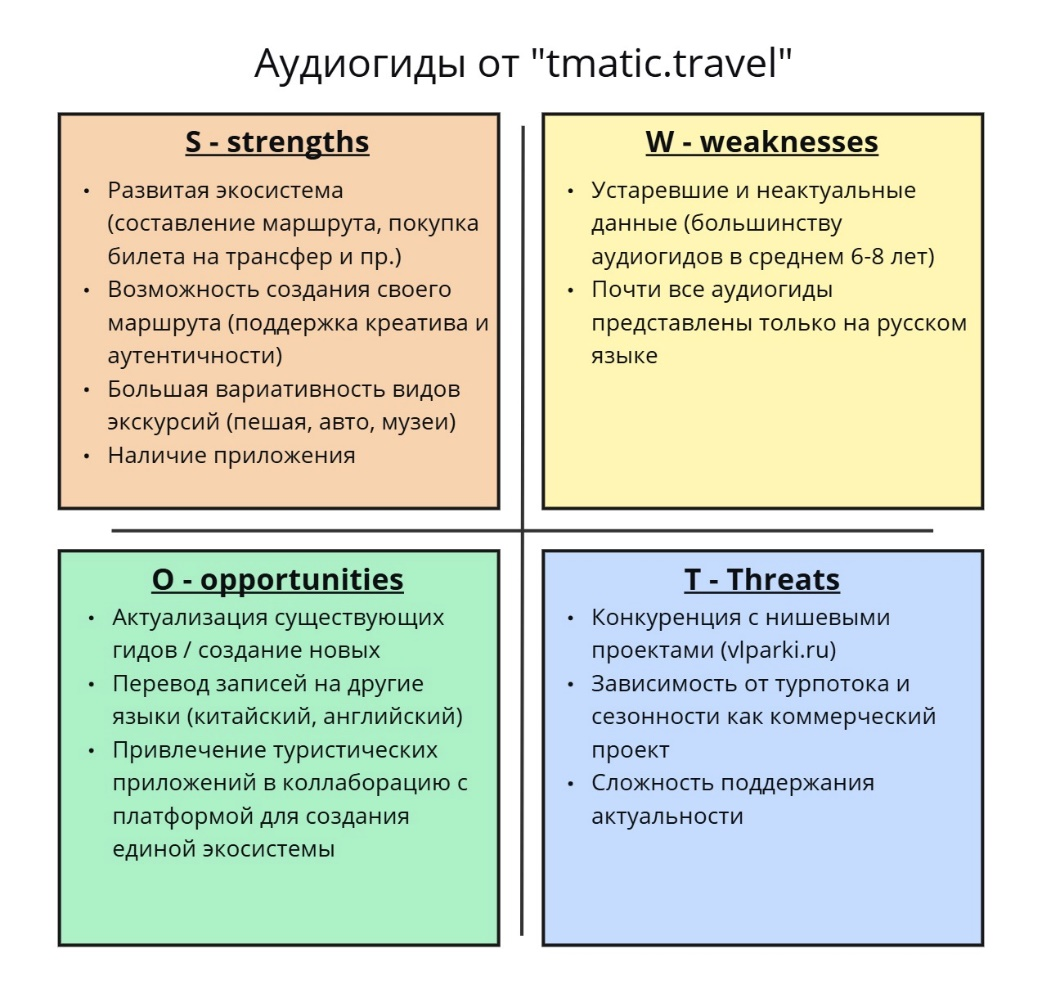 Аудиогиды от "tmatic.travel"
S - strengths
• Развитая экосистема
(составление маршрута, покупка
билета на трансфер и пр.)
• Возможность создания своего
маршрута (поддержка креатива и
аутентичности)
• Большая вариативность видов
экскурсий (пешая, авто, музеи)
• Наличие приложения
W - weaknesses
• Устаревшие и неактуальные
данные (большинству
аудиогидов в среднем 6-8 лет)
• Почти все аудиогиды
представлены только на русском
языке
O - opportunities
• Актуализация существующих
гидов / создание новых
• Перевод записей на другие
языки (китайский, английский)
• Привлечение туристических
приложений в коллаборацию с
платформой для создания
единой экосистемы
T - Threats
• Конкуренция с нишевыми
проектами (vlparki.ru)
• Зависимость от турпотока и
сезонности как коммерческий
проект
• Сложность поддержания
актуальности